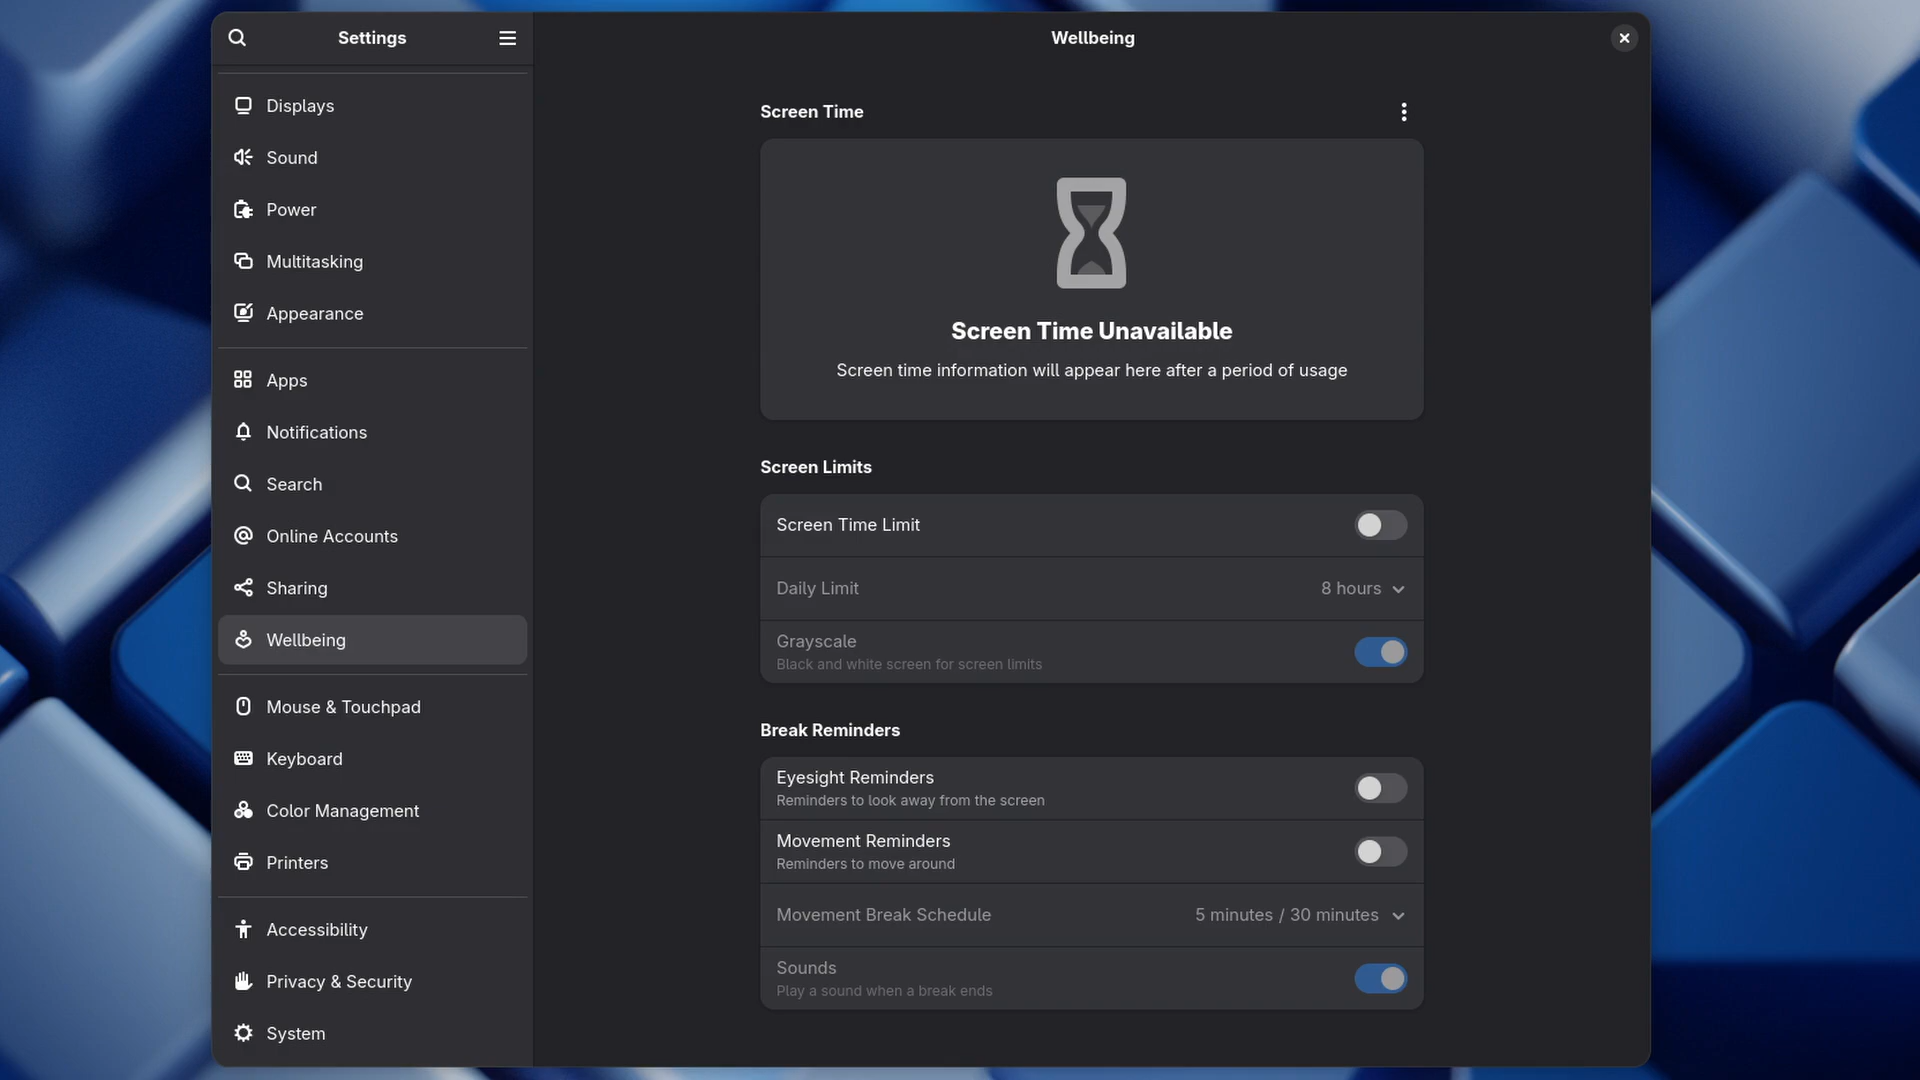 Settings
Displays
Sound
Power
Multitasking
Appearance
Apps
Notifications
Search
Online Accounts
Sharing
Wellbeing
Mouse & Touchpad
Keyboard
Color Management
Printers
Accessibility
Privacy & Security
System
Wellbeing
Screen Time
Screen Time Unavailable
Screen time information will appear here after a period of usage
Screen Limits
Screen Time Limit
Daily Limit 8 hours
Grayscale
Black and white screen for screen limits
Break Reminders
Eyesight Reminders
Reminders to look away from the screen
Movement Reminders
Reminders to move around
Movement Break Schedule 5 minutes / 30 minutes
Sounds
Play a sound when a break ends